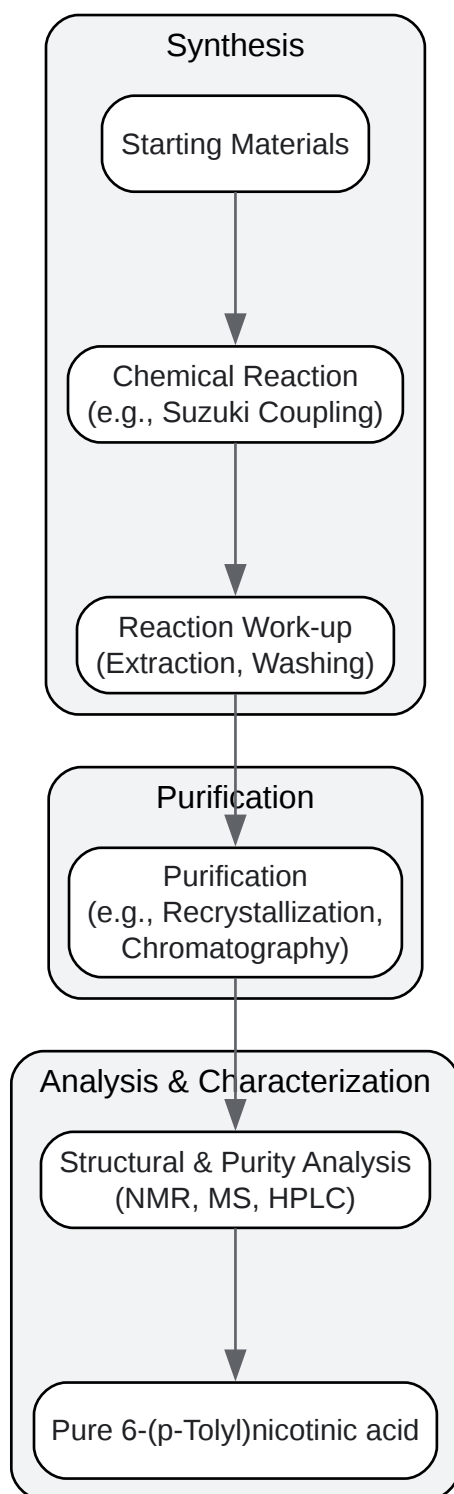 Synthesis
Starting Materials
Chemical Reaction
(e.g., Suzuki Coupling)
Reaction Work-up
(Extraction, Washing)
Purification
Purification
(e.g., Recrystallization,
Chromatography)
Analysis & Characterization
Structural & Purity Analysis
(NMR, MS, HPLC)
Pure 6-(p-Tolyl)nicotinic acid